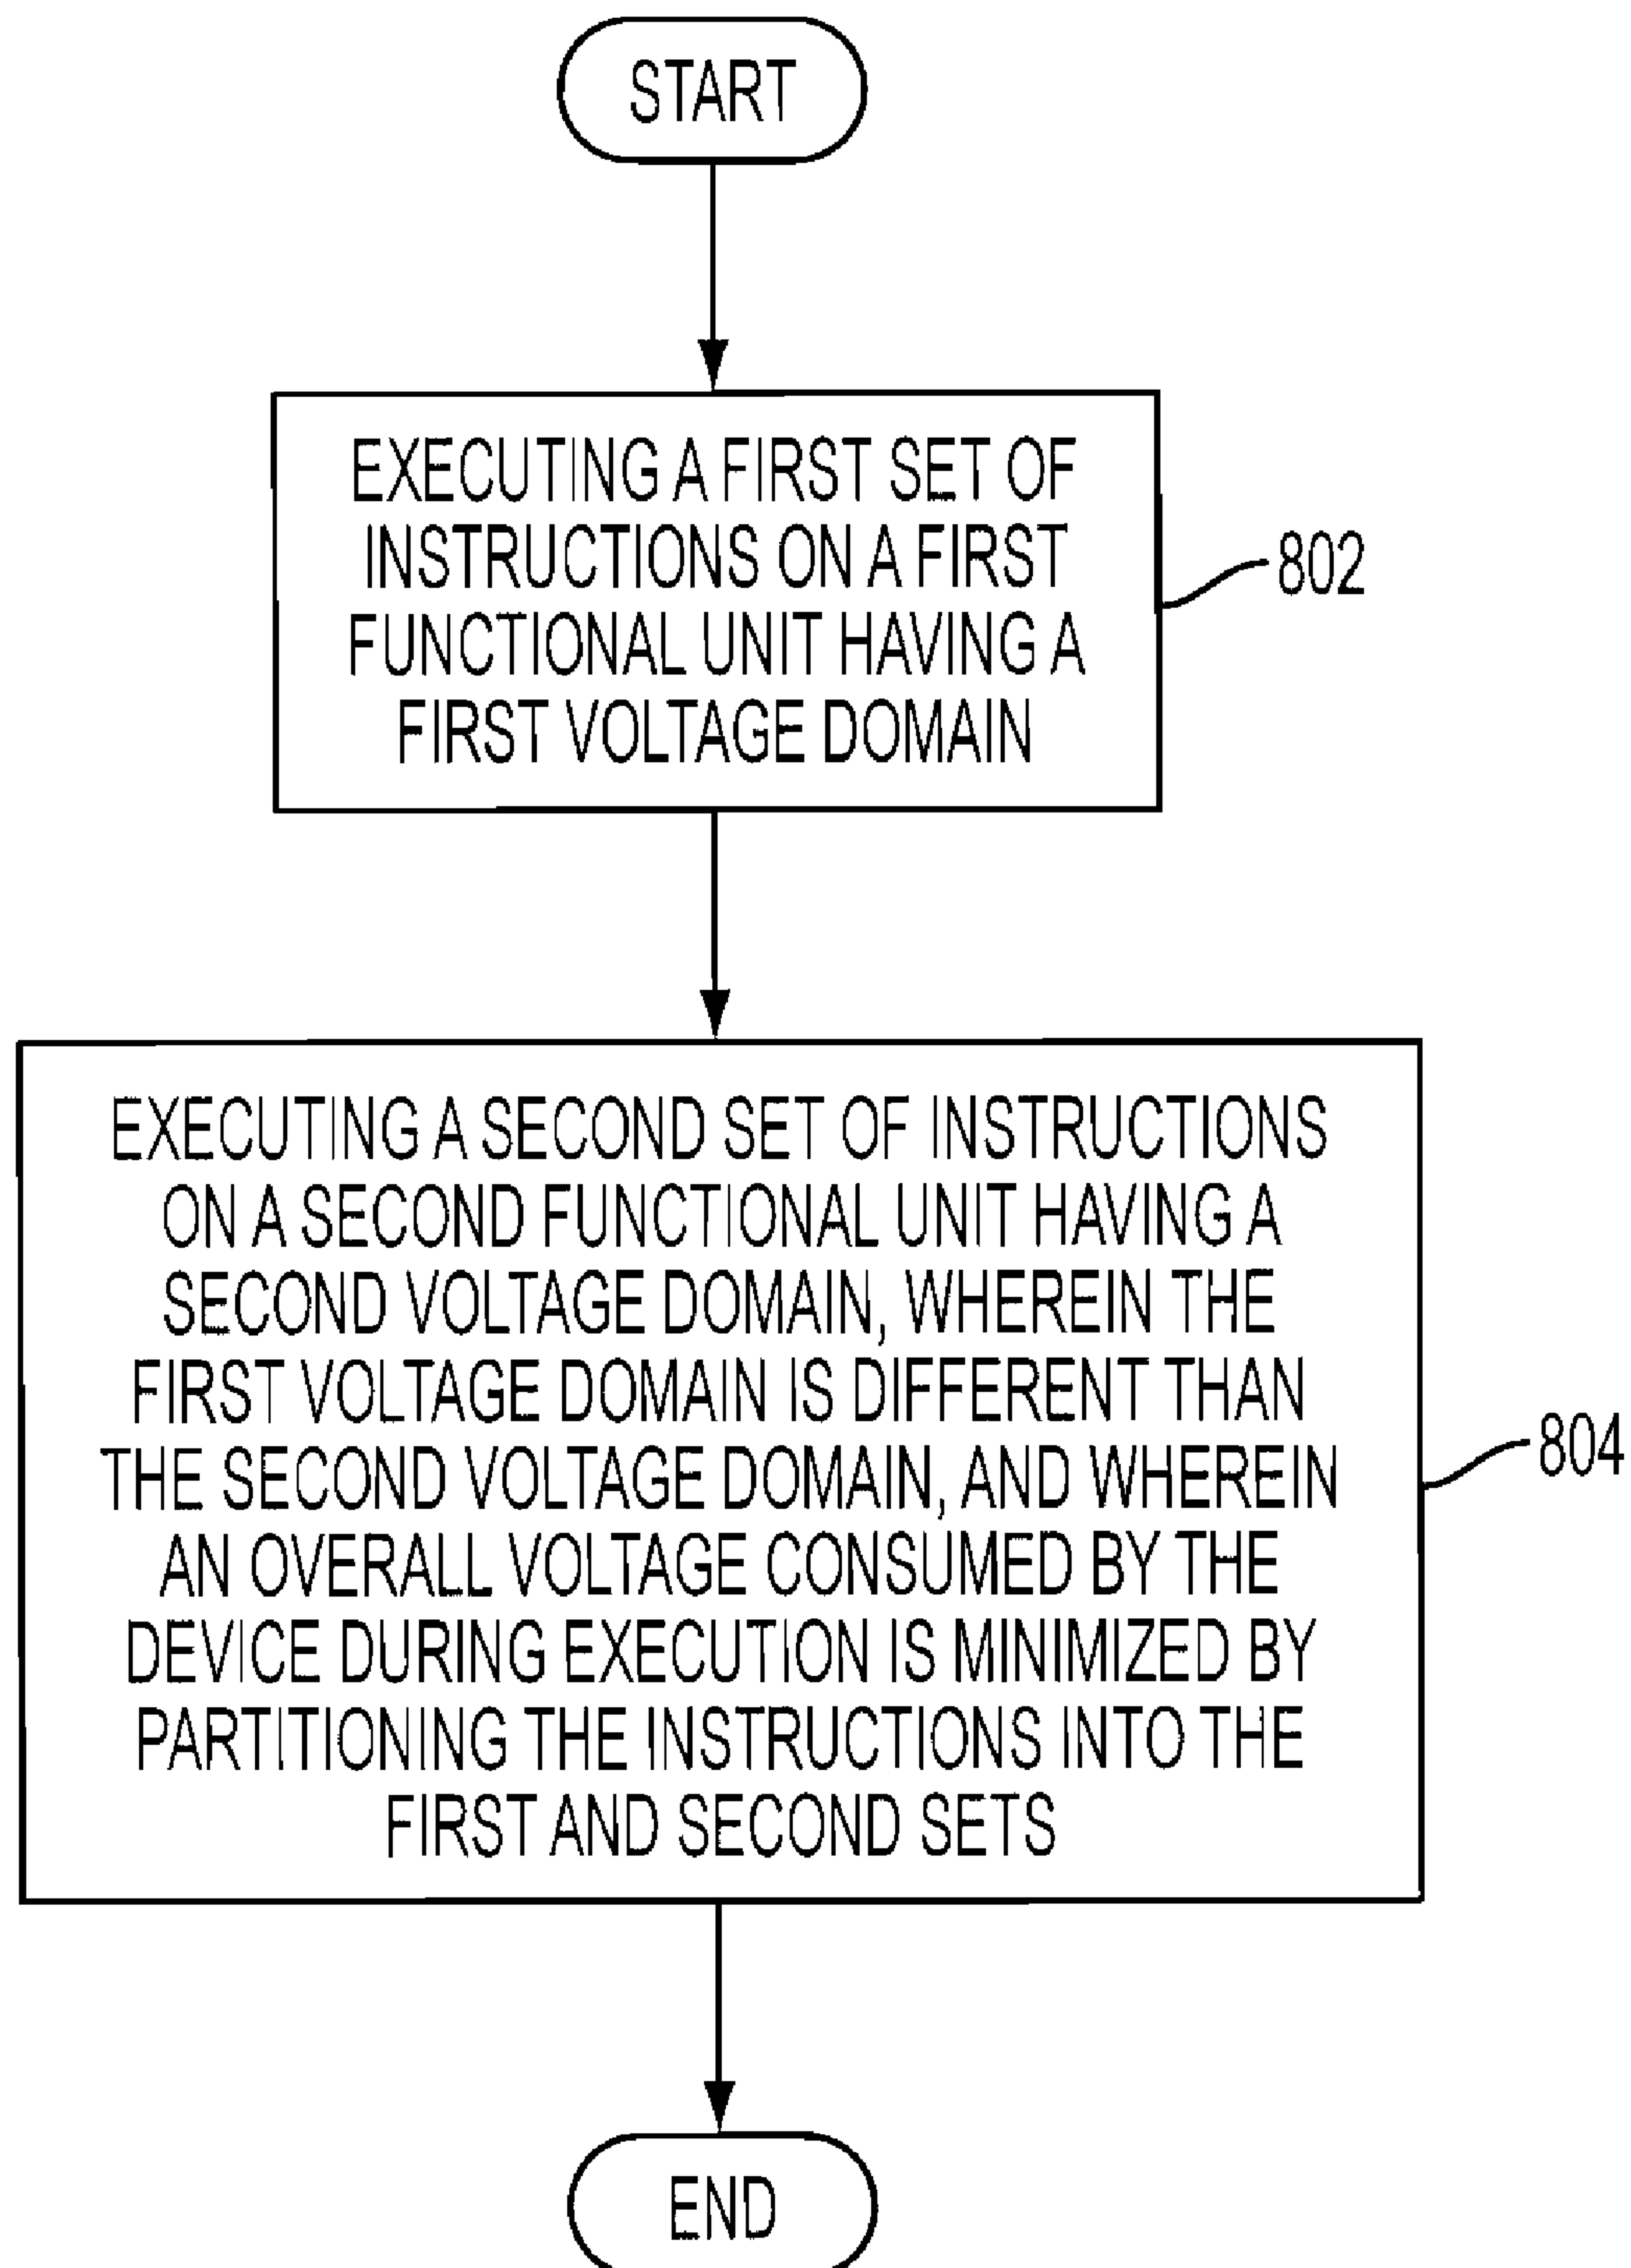 START
EXECUTING A FIRST SET OF
INSTRUCTIONS ON A FIRST
FUNCTIONAL UNIT HAVING A
FIRST VOLTAGE DOMAIN
802
EXECUTING A SECOND SET OF INSTRUCTIONS
ON A SECOND FUNCTIONAL UNIT HAVING A
SECOND VOLTAGE DOMAIN, WHEREIN THE
FIRST VOLTAGE DOMAIN IS DIFFERENT THAN
THE SECOND VOLTAGE DOMAIN, AND WHEREIN
AN OVERALL VOLTAGE CONSUMED BY THE
DEVICE DURING EXECUTION IS MINIMIZED BY
PARTITIONING THE INSTRUCTIONS INTO THE
FIRST AND SECOND SETS
804
END